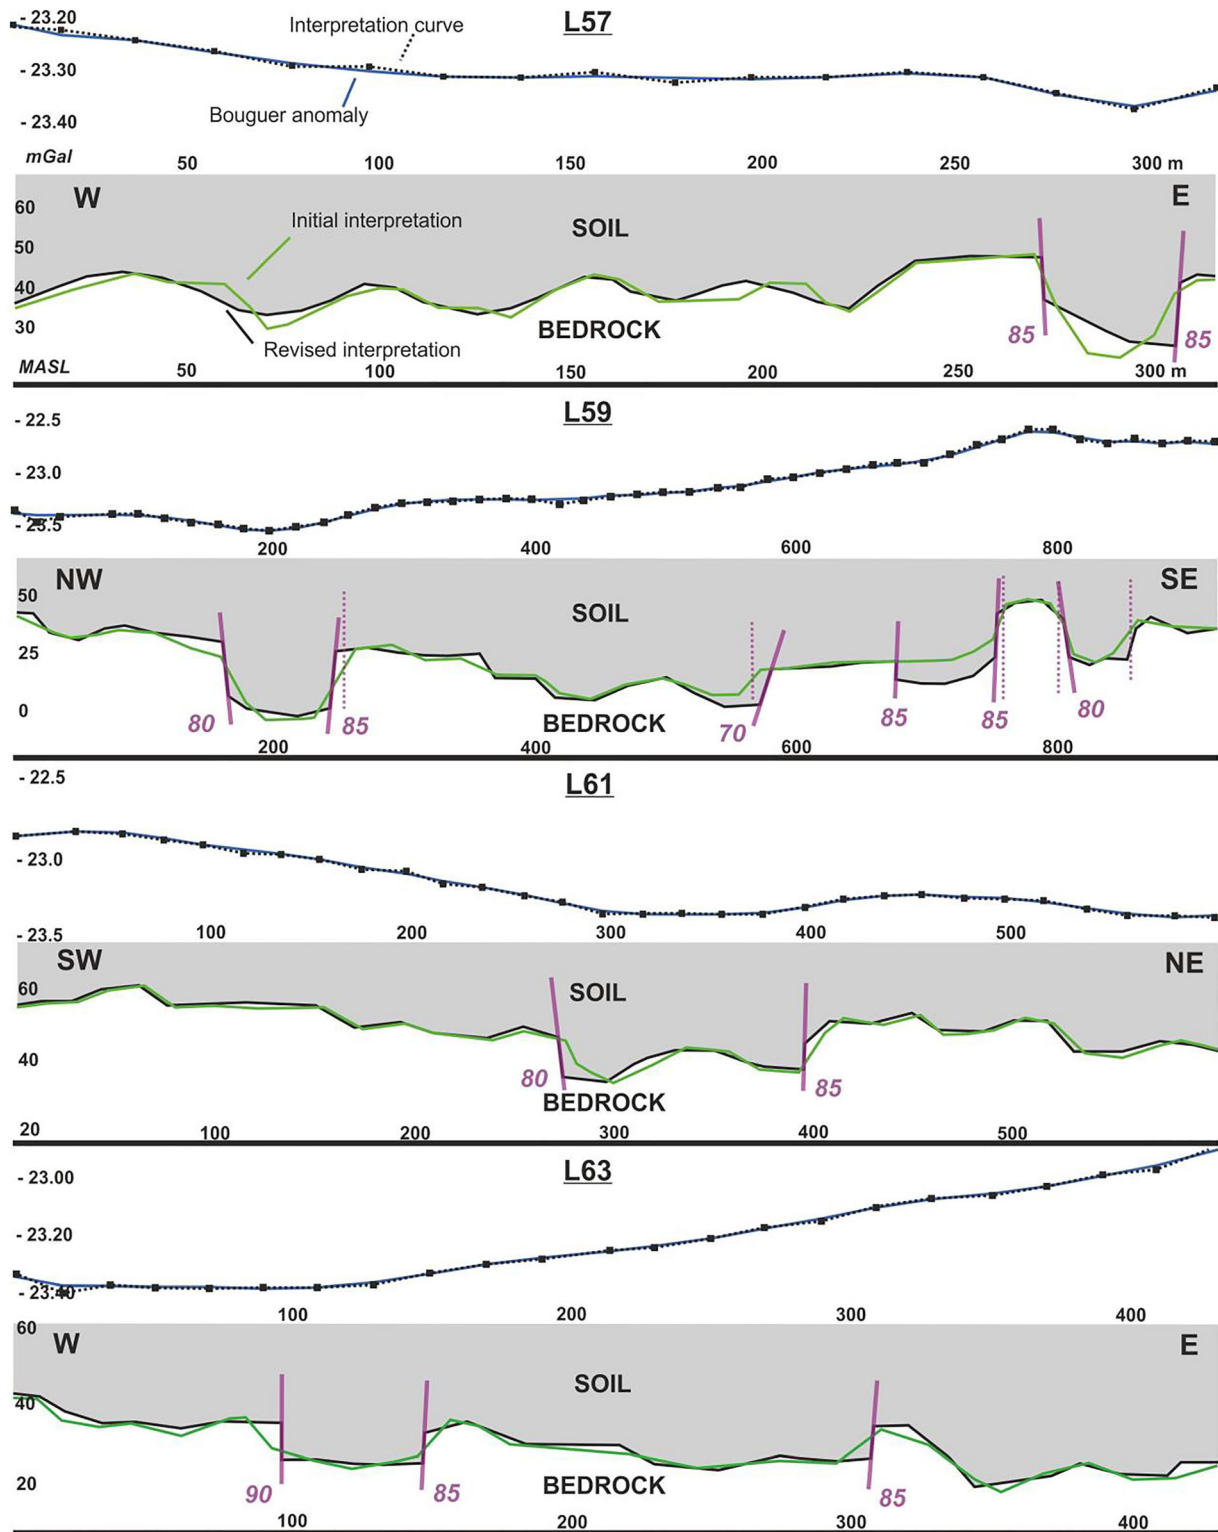 - 23.20
Interpretation curve
L57
- 23.30
Bouguer anomaly
- 23.40
mGal 50 100 150 200 250 300 m
W E
60
Initial interpretation
SOIL
50
40
30
BEDROCK
85 85
Revised interpretation
MASL 50 100 150 200 250 300 m
L59
- 22.5
- 23.0
- 23.5
200 400 600 800
NW SE
50
SOIL
25
0
80 85 BEDROCK 70 85 85 80
200 400 600 800
- 22.5
L61
- 23.0
- 23.5
100 200 300 400 500
SW NE
60
SOIL
40
80 85
BEDROCK
20 100 200 300 400 500
L63
- 23.00
- 23.20
- 23.40
100 200 300 400
60
W E
SOIL
40
20
BEDROCK
90 85 85
100 200 300 400